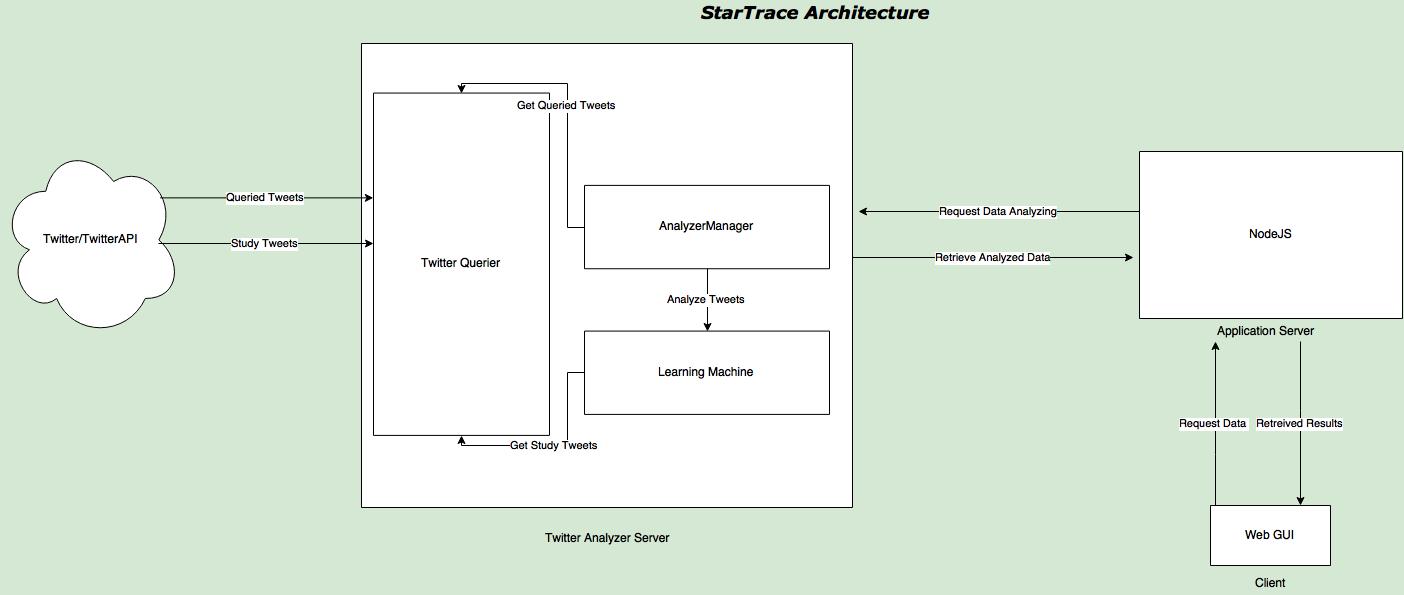 StarTrace Architecture
Get Queried Tweets
Queried Tweets
Study Tweets
Twitter/TwitterAPI
Twitter Querier
AnalyzerManager
Analyze Tweets
Learning Machine
Get Study Tweets
Twitter Analyzer Server
Request Data Analyzing
Retrieve Analyzed Data
NodeJS
Application Server
Request Data
Retreived Results
Web GUI
Client